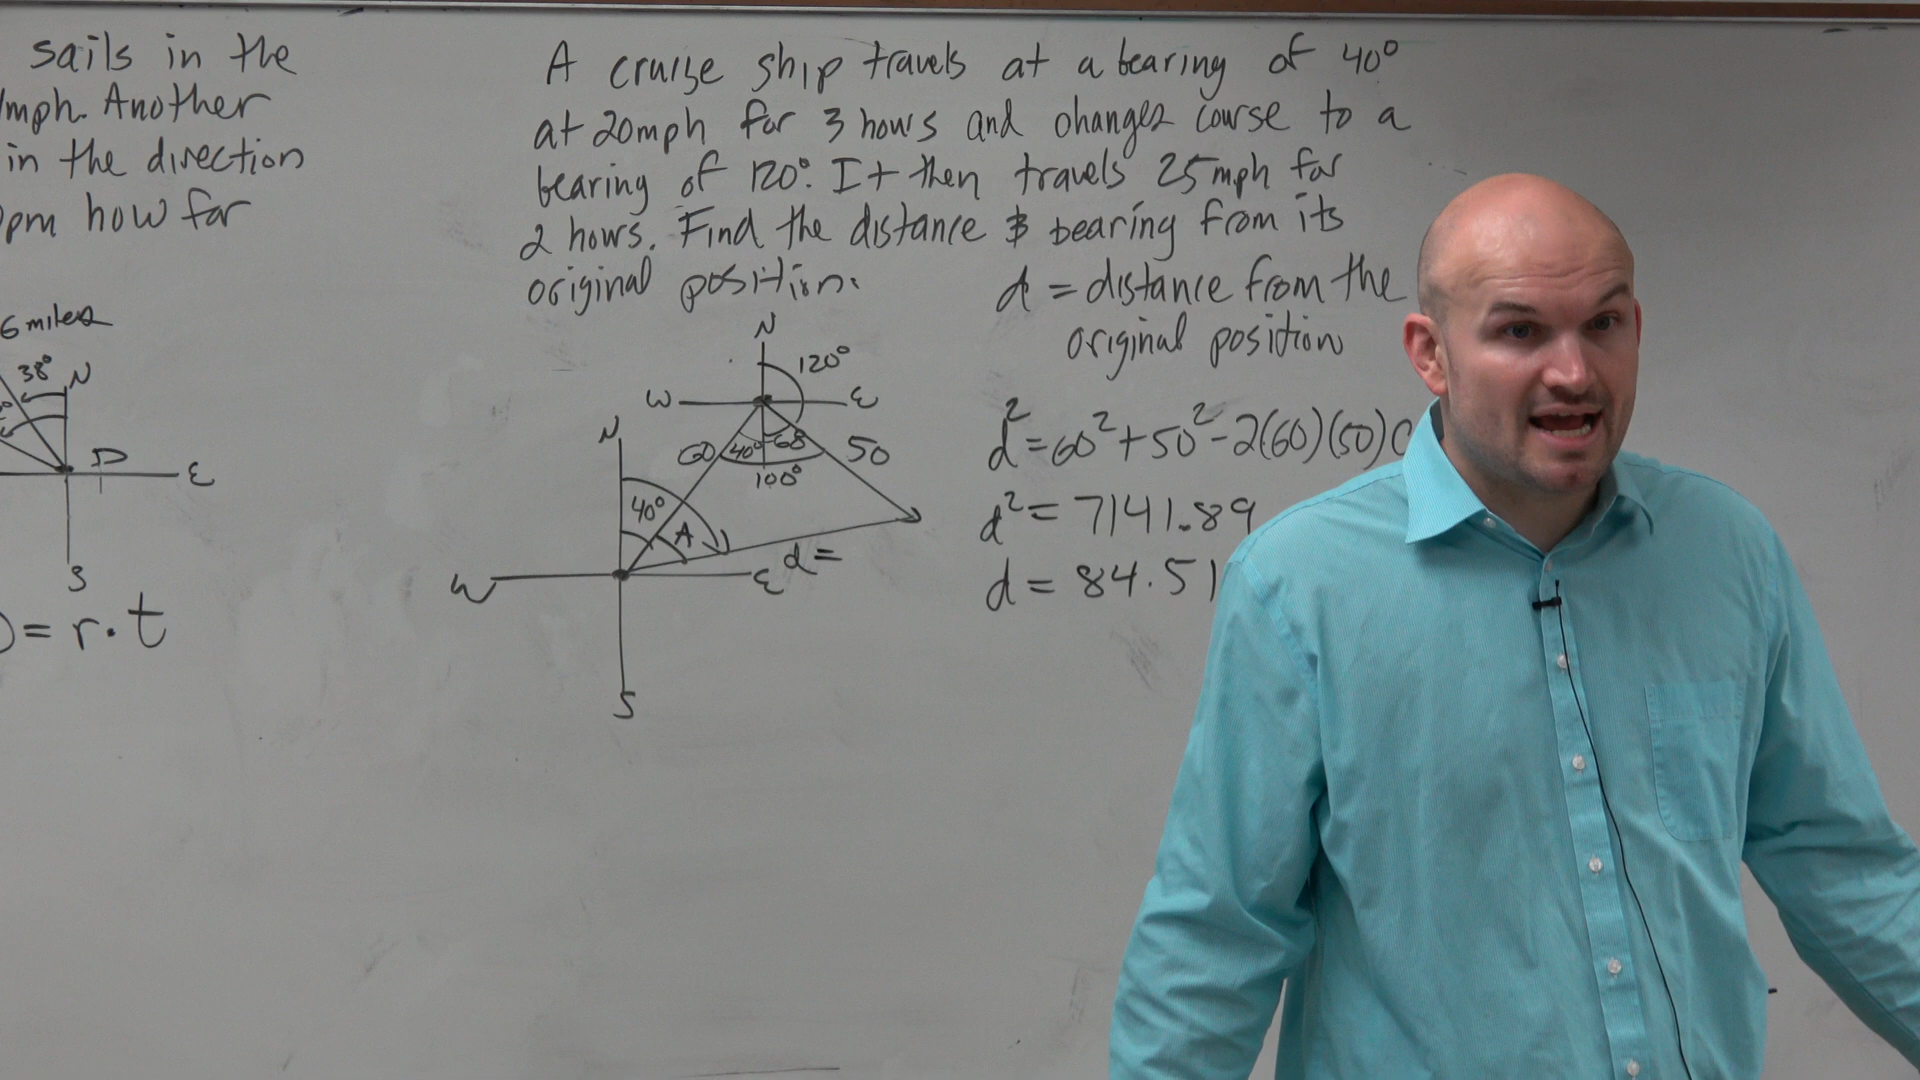 sails in the
mph. Another
in the direction
pm how far
6 miles
38°
N
D
E
S
= r·t
A cruise ship travels at a bearing of 40°
at 20mph for 3 hours and changes course to a
bearing of 120°. It then travels 25mph for
2 hours. Find the distance & bearing from its
original position.
N
120°
W E
N 60 40° 60 50
100°
40° A
W E d =
S
d = distance from the
original position
d² = 60² + 50² - 2(60)(50)
d² = 7141.89
d = 84.51